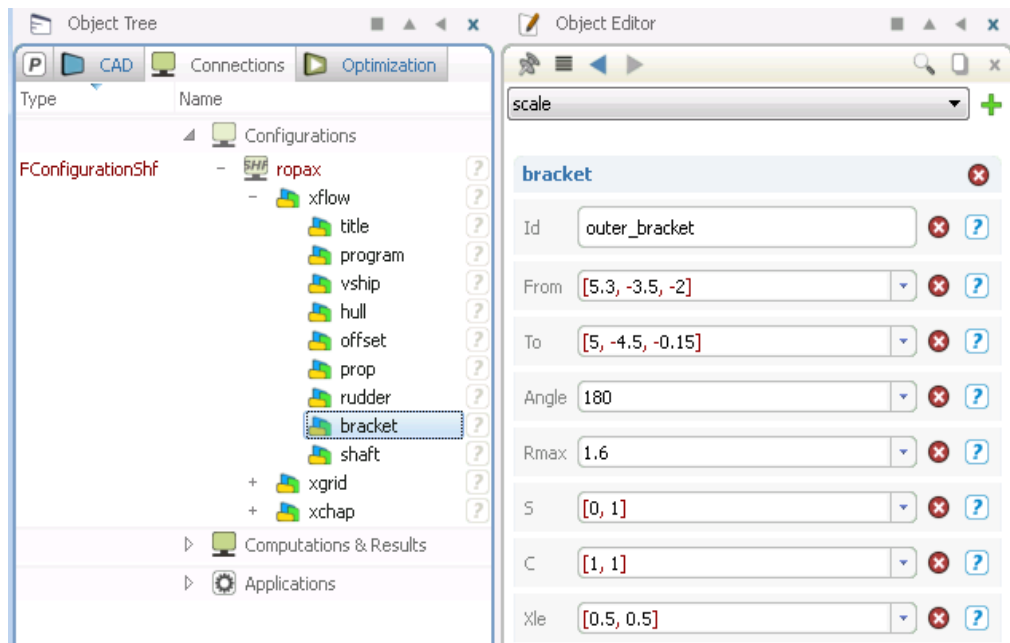 Object Tree
P CAD Connections Optimization
Type Name
Configurations
FConfigurationShf SHF ropax ?
xflow ?
title ?
program ?
vship ?
hull ?
offset ?
prop ?
rudder ?
bracket ?
shaft ?
xgrid ?
xchap ?
Computations & Results
Applications
Object Editor
scale
bracket
Id outer_bracket ?
From [5.3, -3.5, -2] ?
To [5, -4.5, -0.15] ?
Angle 180 ?
Rmax 1.6 ?
S [0, 1] ?
C [1, 1] ?
Xle [0.5, 0.5] ?